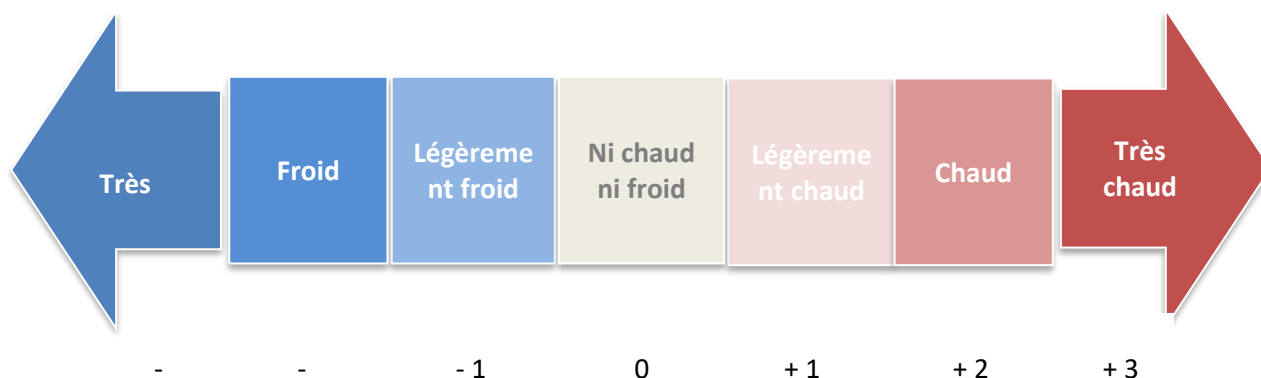 Très
Froid
Légèreme
nt froid
Ni chaud
ni froid
Légèreme
nt chaud
Chaud
Très
chaud
- - - 1 0 + 1 + 2 + 3